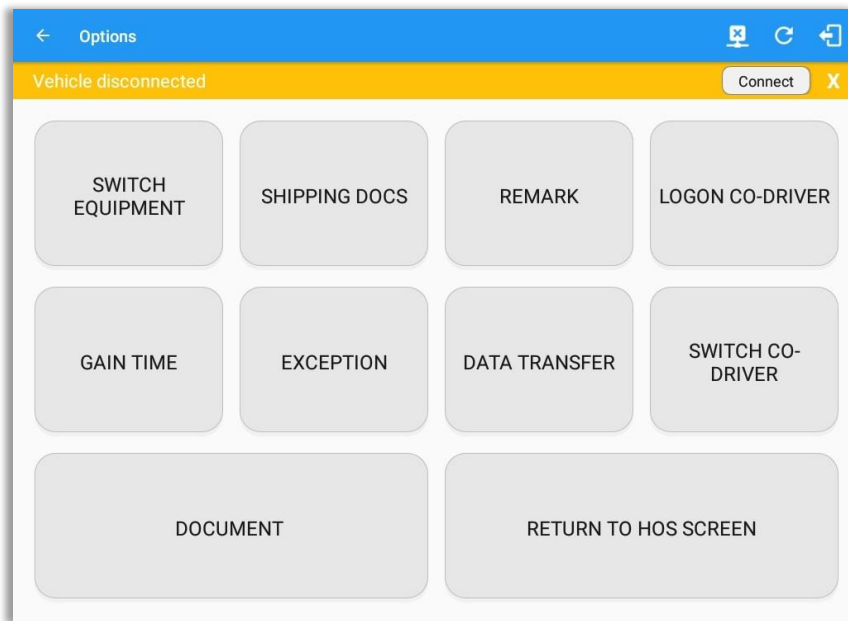 Options
Vehicle disconnected
Connect
X
SWITCH
EQUIPMENT
SHIPPING DOCS
REMARK
LOGON CO-DRIVER
GAIN TIME
EXCEPTION
DATA TRANSFER
SWITCH CO-
DRIVER
DOCUMENT
RETURN TO HOS SCREEN